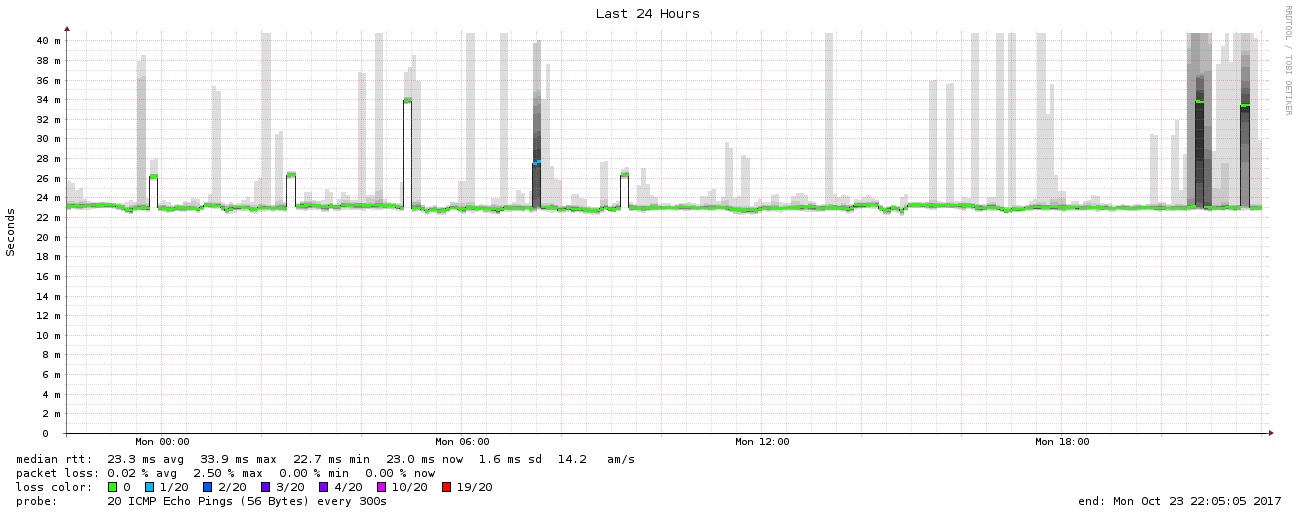 Last 24 Hours
RRDTOOL / TOBI OETIKER
Seconds
40 m
38 m
36 m
34 m
32 m
30 m
28 m
26 m
24 m
22 m
20 m
18 m
16 m
14 m
12 m
10 m
8 m
6 m
4 m
2 m
0
Mon 00:00 Mon 06:00 Mon 12:00 Mon 18:00
median rtt: 23.3 ms avg 33.9 ms max 22.7 ms min 23.0 ms now 1.6 ms sd 14.2 am/s
packet loss: 0.02 % avg 2.50 % max 0.00 % min 0.00 % now
loss color: 0 1/20 2/20 3/20 4/20 10/20 19/20
probe: 20 ICMP Echo Pings (56 Bytes) every 300s end: Mon Oct 23 22:05:05 2017